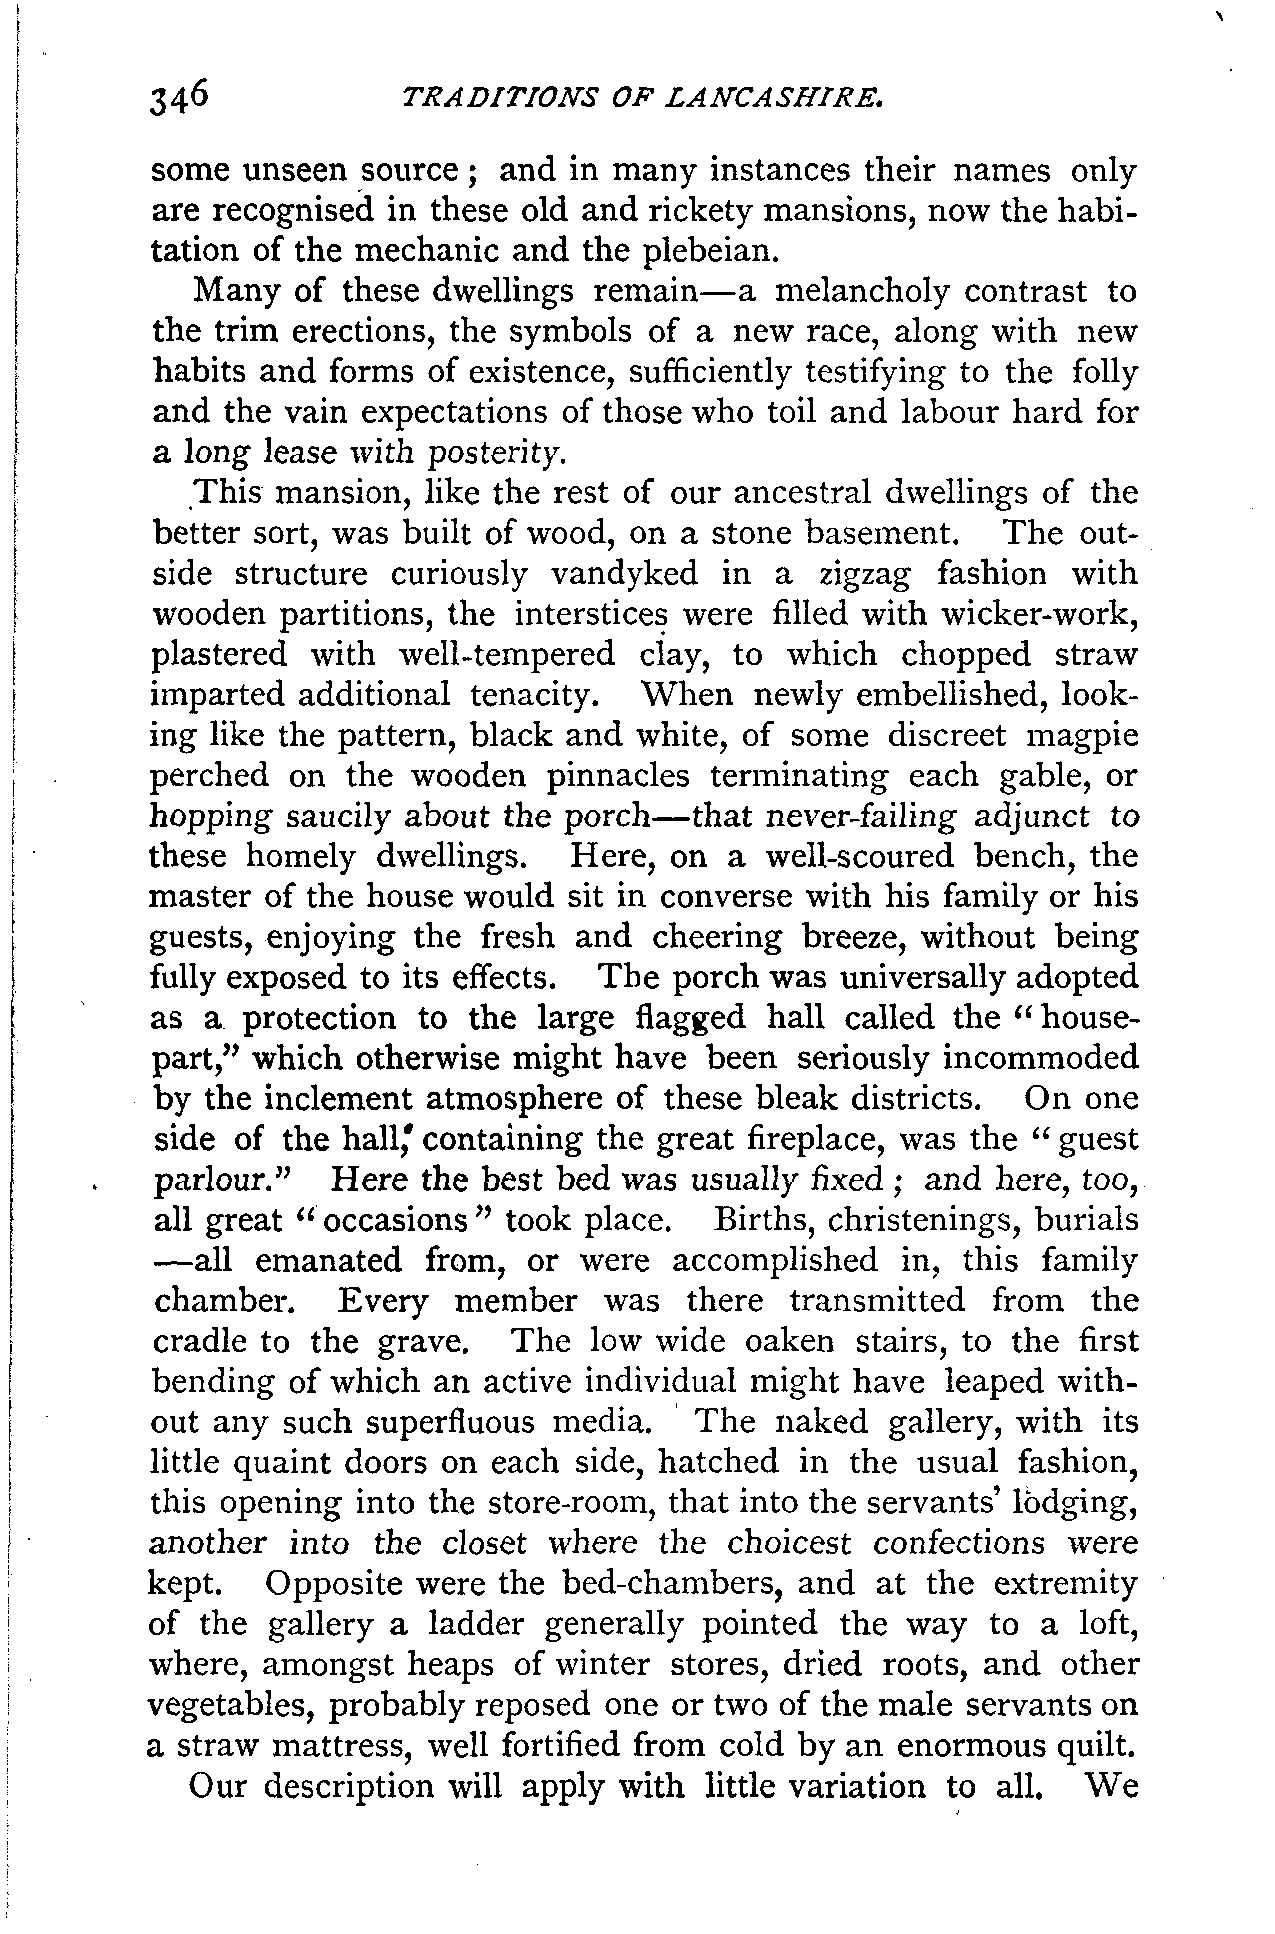 346 TRADITIONS OF LANCASHIRE.
some unseen source ; and in many instances their names only
are recognised in these old and rickety mansions, now the habi-
tation of the mechanic and the plebeian.
Many of these dwellings remain—a melancholy contrast to
the trim erections, the symbols of a new race, along with new
habits and forms of existence, sufficiently testifying to the folly
and the vain expectations of those who toil and labour hard for
a long lease with posterity.
This mansion, like the rest of our ancestral dwellings of the
better sort, was built of wood, on a stone basement. The out-
side structure curiously vandyked in a zigzag fashion with
wooden partitions, the interstices were filled with wicker-work,
plastered with well-tempered clay, to which chopped straw
imparted additional tenacity. When newly embellished, look-
ing like the pattern, black and white, of some discreet magpie
perched on the wooden pinnacles terminating each gable, or
hopping saucily about the porch—that never-failing adjunct to
these homely dwellings. Here, on a well-scoured bench, the
master of the house would sit in converse with his family or his
guests, enjoying the fresh and cheering breeze, without being
fully exposed to its effects. The porch was universally adopted
as a protection to the large flagged hall called the “ house-
part,” which otherwise might have been seriously incommoded
by the inclement atmosphere of these bleak districts. On one
side of the hall, containing the great fireplace, was the “ guest
parlour.” Here the best bed was usually fixed ; and here, too,
all great “ occasions ” took place. Births, christenings, burials
—all emanated from, or were accomplished in, this family
chamber. Every member was there transmitted from the
cradle to the grave. The low wide oaken stairs, to the first
bending of which an active individual might have leaped with-
out any such superfluous media. The naked gallery, with its
little quaint doors on each side, hatched in the usual fashion,
this opening into the store-room, that into the servants’ lodging,
another into the closet where the choicest confections were
kept. Opposite were the bed-chambers, and at the extremity
of the gallery a ladder generally pointed the way to a loft,
where, amongst heaps of winter stores, dried roots, and other
vegetables, probably reposed one or two of the male servants on
a straw mattress, well fortified from cold by an enormous quilt.
Our description will apply with little variation to all. We